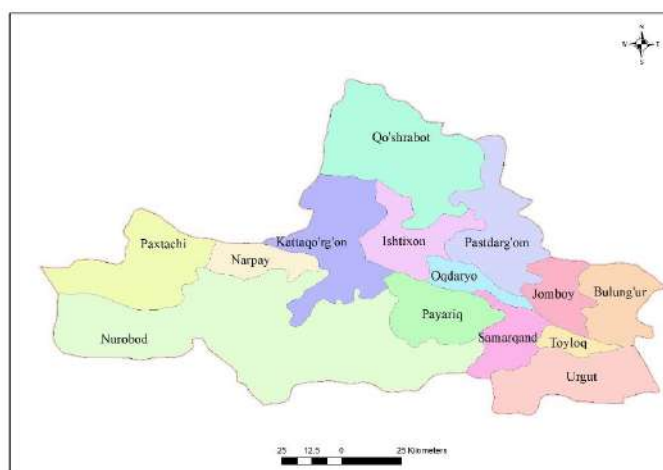 N
W
S
Qo'shrabot
Kattaqo'rg'on
Ishtixon
Pastdarg'om
Paxtachi
Narpay
Oqdaryo
Jomboy
Bulung'ur
Payariq
Nurobod
Samarqand
Toyloq
Urgut
25 12.5 0 25 Kilometers